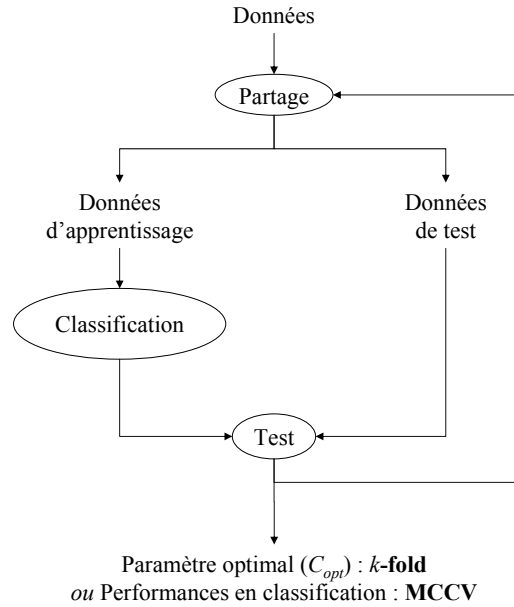 Données
Partage
Données
d'apprentissage
Données
de test
Classification
Test
Paramètre optimal (C_opt) : k-fold
ou Performances en classification : MCCV